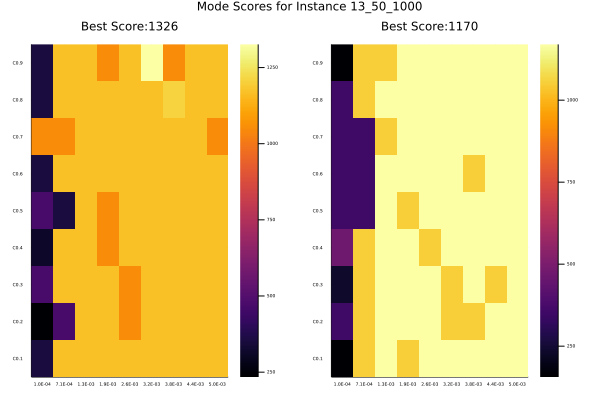 Mode Scores for Instance 13_50_1000
Best Score:1326
Best Score:1170
C0.9
C0.8
C0.7
C0.6
C0.5
C0.4
C0.3
C0.2
C0.1
1.0E-04 7.1E-04 1.3E-03 1.9E-03 2.6E-03 3.2E-03 3.8E-03 4.4E-03 5.0E-03
1250
1000
750
500
250
C0.9
C0.8
C0.7
C0.6
C0.5
C0.4
C0.3
C0.2
C0.1
1.0E-04 7.1E-04 1.3E-03 1.9E-03 2.6E-03 3.2E-03 3.8E-03 4.4E-03 5.0E-03
1000
750
500
250